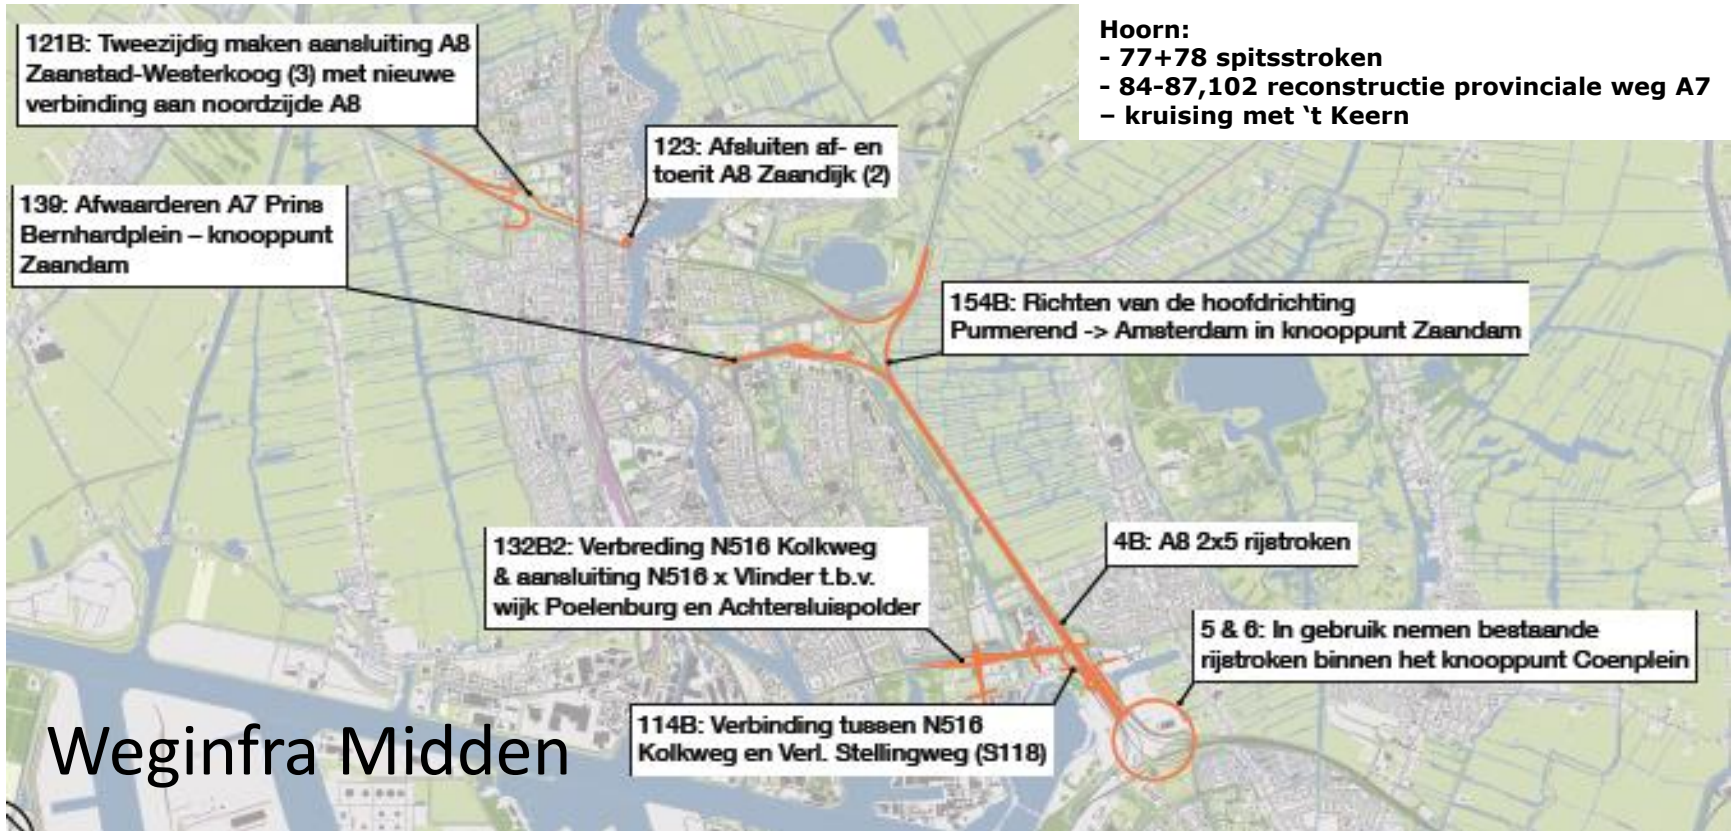 121B: Tweezijdig maken aansluiting A8
Zaanstad-Westerkoog (3) met nieuwe
verbinding aan noordzijde A8
Hoorn:
- 77+78 spitsstroken
- 84-87,102 reconstructie provinciale weg A7
– kruising met ‘t Keern
123: Afsluiten af- en
toerit A8 Zaandijk (2)
139: Afwaarderen A7 Prins
Bernhardplein – knooppunt
Zaandam
154B: Richten van de hoofdrichting
Purmerend -> Amsterdam in knooppunt Zaandam
132B2: Verbreding N516 Kolkweg
& aansluiting N516 x Vlinder t.b.v.
wijk Poelenburg en Achtersluispolder
4B: A8 2x5 rijstroken
5 & 6: In gebruik nemen bestaande
rijstroken binnen het knooppunt Coenplein
114B: Verbinding tussen N516
Kolkweg en Verl. Stellingweg (S118)
Weginfra Midden